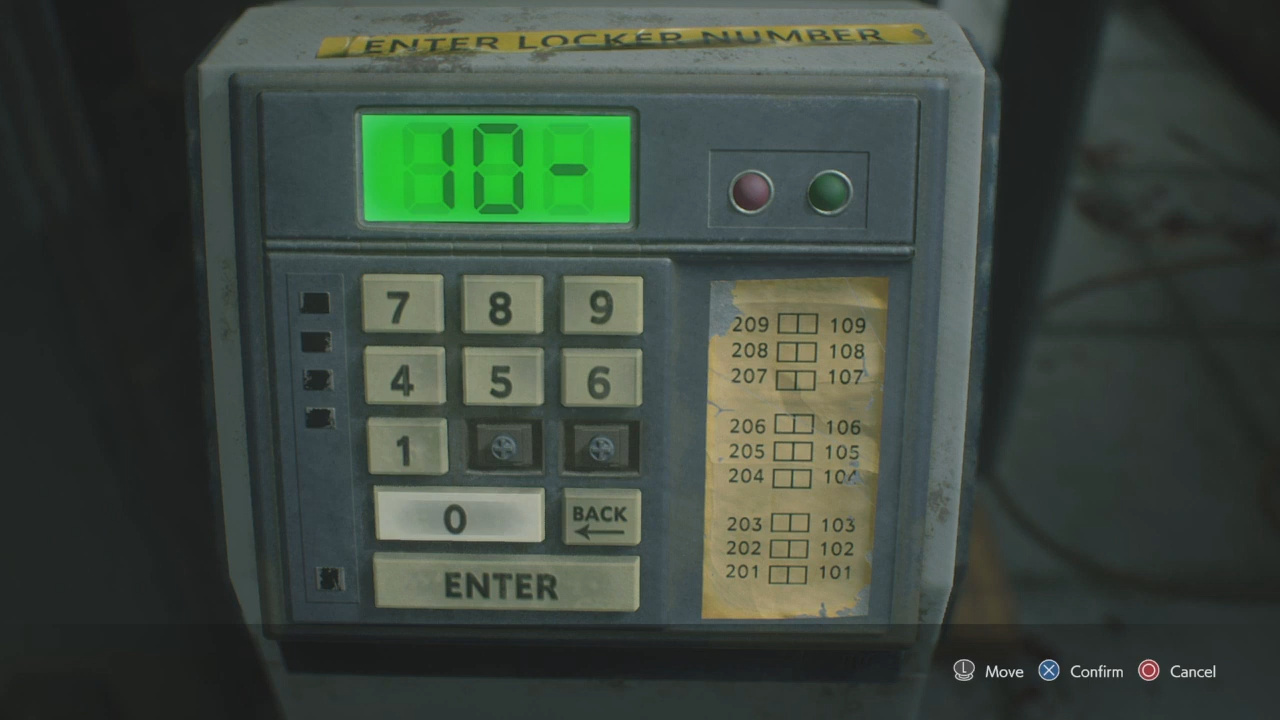 ENTER LOCKER NUMBER
10-
7 8 9
4 5 6
1
0 BACK
ENTER
209 109
208 108
207 107
206 106
205 105
204 104
203 103
202 102
201 101
Move Confirm Cancel